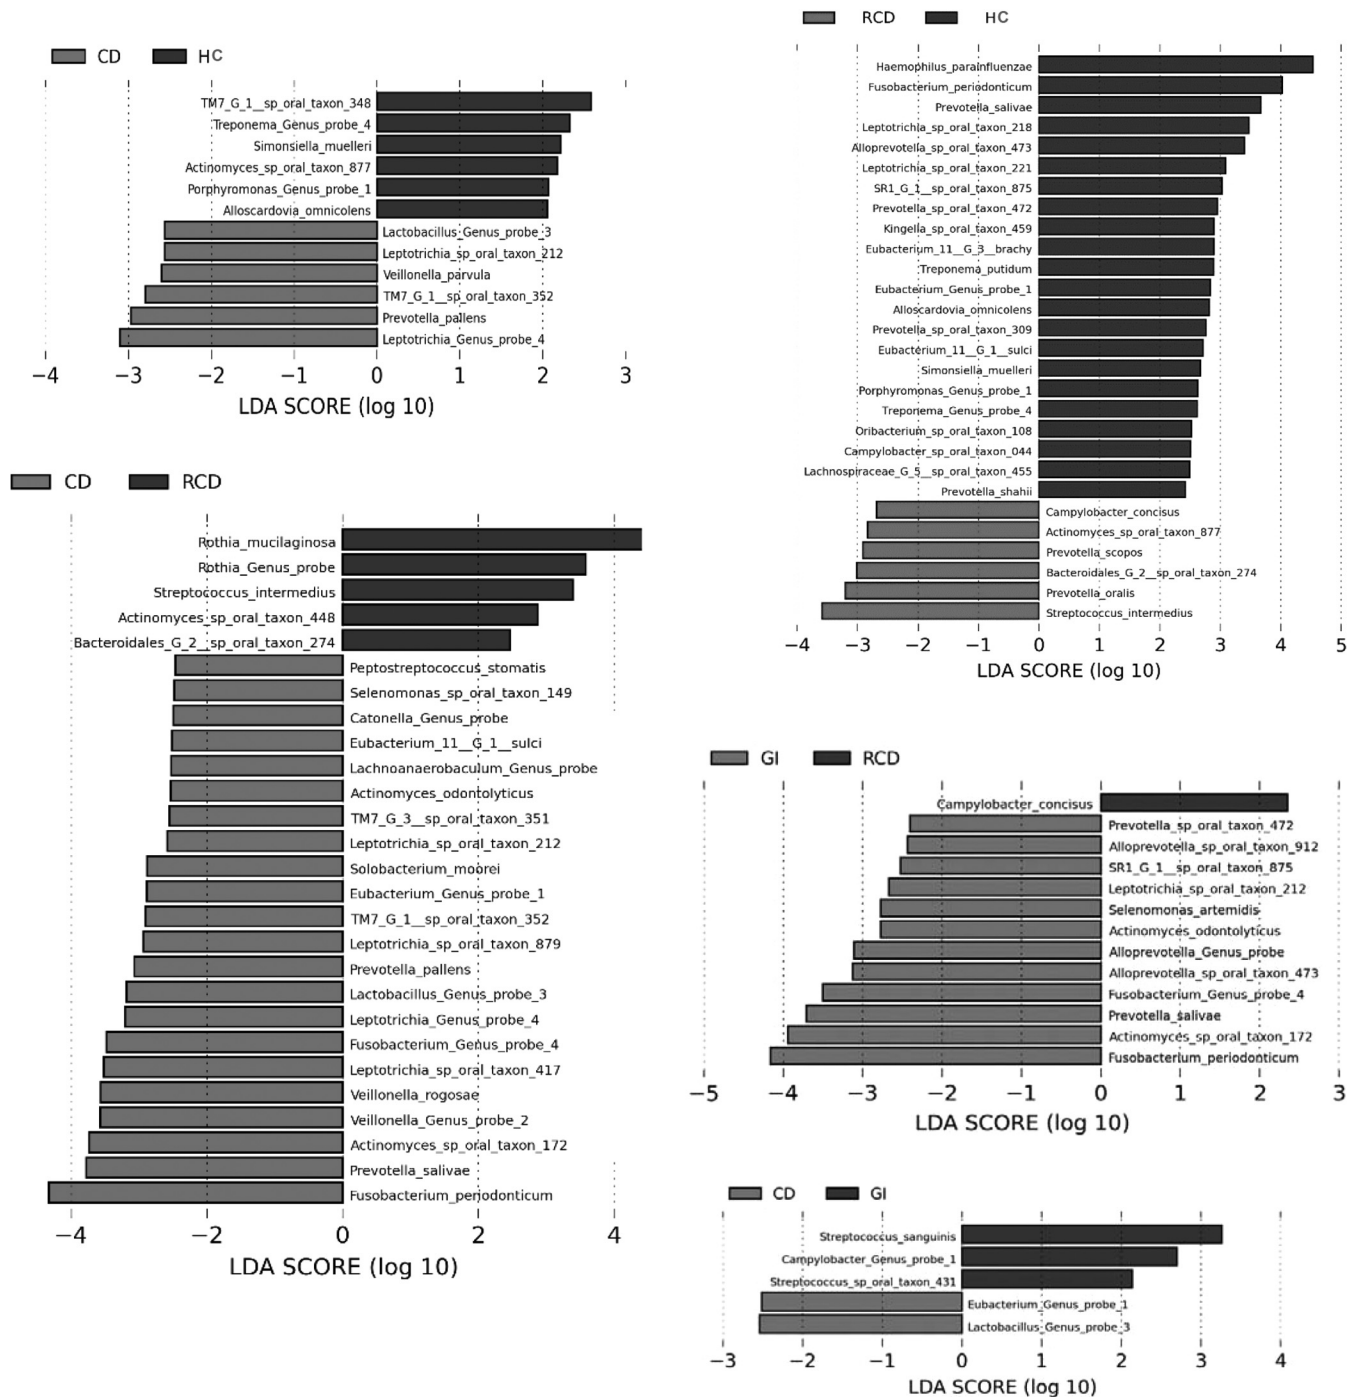 CD HC
TM7_G_1__sp_oral_taxon_348
Treponema_Genus_probe_4
Simonsiella_muelleri
Actinomyces_sp_oral_taxon_877
Porphyromonas_Genus_probe_1
Alloscardovia_omnicolens
Lactobacillus_Genus_probe_3
Leptotrichia_sp_oral_taxon_212
Veillonella_parvula
TM7_G_1__sp_oral_taxon_352
Prevotella_pallens
Leptotrichia_Genus_probe_4
−4 −3 −2 −1 0 1 2 3
LDA SCORE (log 10)
RCD HC
Haemophilus_parainfluenzae
Fusobacterium_periodonticum
Prevotella_salivae
Leptotrichia_sp_oral_taxon_218
Alloprevotella_sp_oral_taxon_473
Leptotrichia_sp_oral_taxon_221
SR1_G_1__sp_oral_taxon_875
Prevotella_sp_oral_taxon_472
Kingella_sp_oral_taxon_459
Eubacterium_11__G_3__brachy
Treponema_putidum
Eubacterium_Genus_probe_1
Alloscardovia_omnicolens
Prevotella_sp_oral_taxon_309
Eubacterium_11__G_1__sulci
Simonsiella_muelleri
Porphyromonas_Genus_probe_1
Treponema_Genus_probe_4
Oribacterium_sp_oral_taxon_108
Campylobacter_sp_oral_taxon_044
Lachnospiraceae_G_5__sp_oral_taxon_455
Prevotella_shahii
Campylobacter_concisus
Actinomyces_sp_oral_taxon_877
Prevotella_scopos
Bacteroidales_G_2__sp_oral_taxon_274
Prevotella_oralis
Streptococcus_intermedius
−4 −3 −2 −1 0 1 2 3 4 5
LDA SCORE (log 10)
CD RCD
Rothia_mucilaginosa
Rothia_Genus_probe
Streptococcus_intermedius
Actinomyces_sp_oral_taxon_448
Bacteroidales_G_2__sp_oral_taxon_274
Peptostreptococcus_stomatis
Selenomonas_sp_oral_taxon_149
Catonella_Genus_probe
Eubacterium_11__G_1__sulci
Lachnoanaerobaculum_Genus_probe
Actinomyces_odontolyticus
TM7_G_3__sp_oral_taxon_351
Leptotrichia_sp_oral_taxon_212
Solobacterium_moorei
Eubacterium_Genus_probe_1
TM7_G_1__sp_oral_taxon_352
Leptotrichia_sp_oral_taxon_879
Prevotella_pallens
Lactobacillus_Genus_probe_3
Leptotrichia_Genus_probe_4
Fusobacterium_Genus_probe_4
Leptotrichia_sp_oral_taxon_417
Veillonella_rogosae
Veillonella_Genus_probe_2
Actinomyces_sp_oral_taxon_172
Prevotella_salivae
Fusobacterium_periodonticum
−4 −2 0 2 4
LDA SCORE (log 10)
GI RCD
Campylobacter_concisus
Prevotella_sp_oral_taxon_472
Alloprevotella_sp_oral_taxon_912
SR1_G_1__sp_oral_taxon_875
Leptotrichia_sp_oral_taxon_212
Selenomonas_artemidis
Actinomyces_odontolyticus
Alloprevotella_Genus_probe
Alloprevotella_sp_oral_taxon_473
Fusobacterium_Genus_probe_4
Prevotella_salivae
Actinomyces_sp_oral_taxon_172
Fusobacterium_periodonticum
−5 −4 −3 −2 −1 0 1 2 3
LDA SCORE (log 10)
CD GI
Streptococcus_sanguinis
Campylobacter_Genus_probe_1
Streptococcus_sp_oral_taxon_431
Eubacterium_Genus_probe_1
Lactobacillus_Genus_probe_3
−3 −2 −1 0 1 2 3 4
LDA SCORE (log 10)